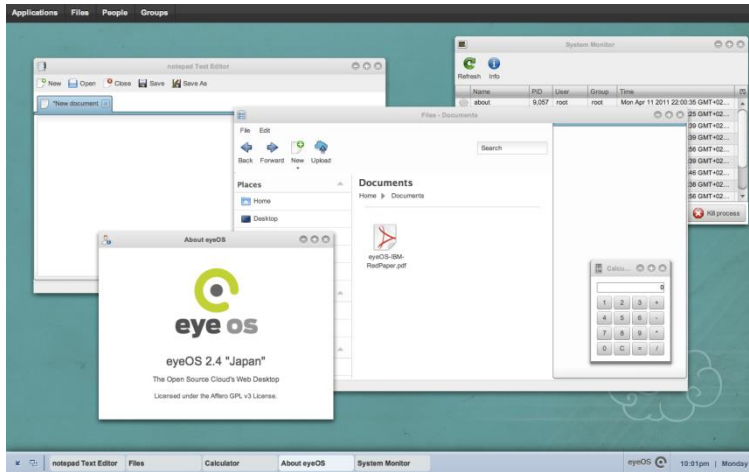 Applications Files People Groups
notepad Text Editor
New Open Close Save Save As
*New document
System Monitor
Refresh Info
Name PID User Group Time
about 9,057 root root Mon Apr 11 2011 22:00:35 GMT+02...
:25 GMT+02...
:39 GMT+02...
:39 GMT+02...
:56 GMT+02...
:39 GMT+02...
:46 GMT+02...
:38 GMT+02...
:56 GMT+02...
Kill process
Files - Documents
File Edit
Back Forward New Upload
Search
Places
Home
Desktop
Documents
Home Documents
eyeOS-IBM-
RedPaper.pdf
About eyeOS
eye os
eyeOS 2.4 "Japan"
The Open Source Cloud's Web Desktop
Licensed under the Affero GPL v3 License.
Calcu...
0
1 2 3 +
4 5 6 -
7 8 9 *
0 C = /
notepad Text Editor Files Calculator About eyeOS System Monitor
eyeOS 10:01pm | Monday